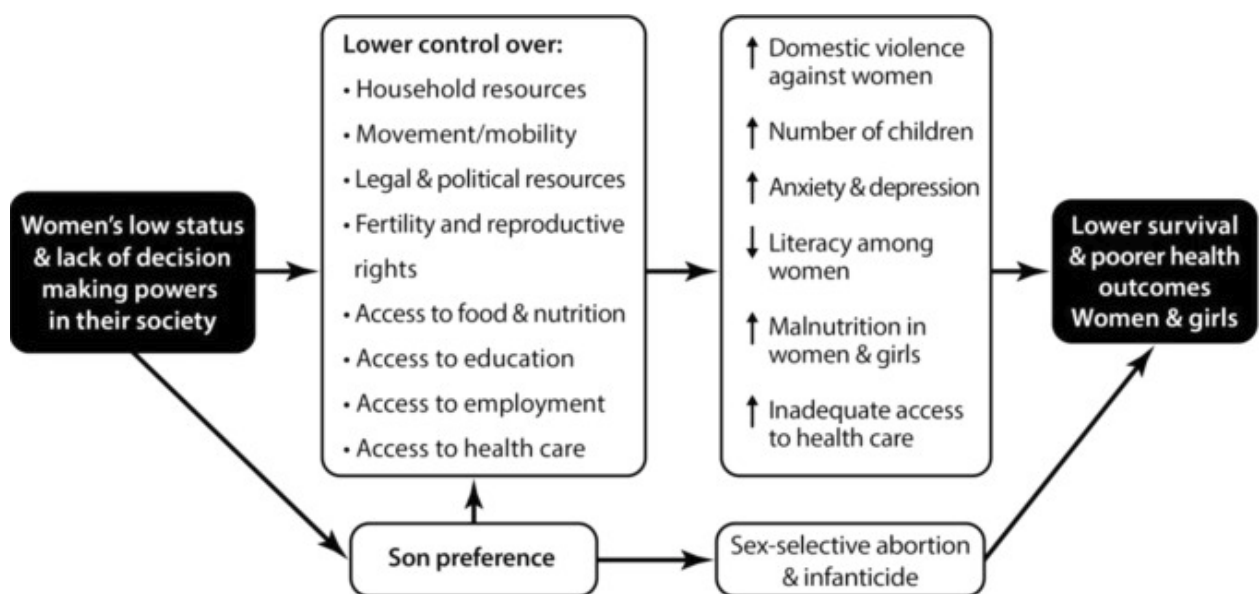 Women's low status
& lack of decision
making powers
in their society
Lower control over:
• Household resources
• Movement/mobility
• Legal & political resources
• Fertility and reproductive
rights
• Access to food & nutrition
• Access to education
• Access to employment
• Access to health care
↑ Domestic violence
against women
↑ Number of children
↑ Anxiety & depression
↓ Literacy among
women
↑ Malnutrition in
women & girls
↑ Inadequate access
to health care
Lower survival
& poorer health
outcomes
Women & girls
Son preference
Sex-selective abortion
& infanticide